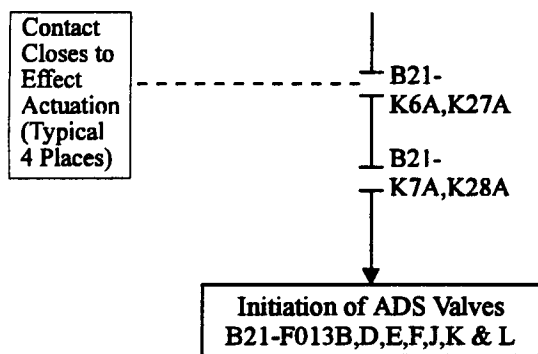 Contact
Closes to
Effect
Actuation
(Typical
4 Places)
B21-
K6A,K27A
B21-
K7A,K28A
Initiation of ADS Valves
B21-F013B,D,E,F,J,K & L